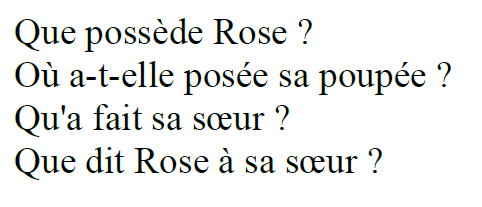 Que possède Rose ?
Où a-t-elle posée sa poupée ?
Qu'a fait sa sœur ?
Que dit Rose à sa sœur ?